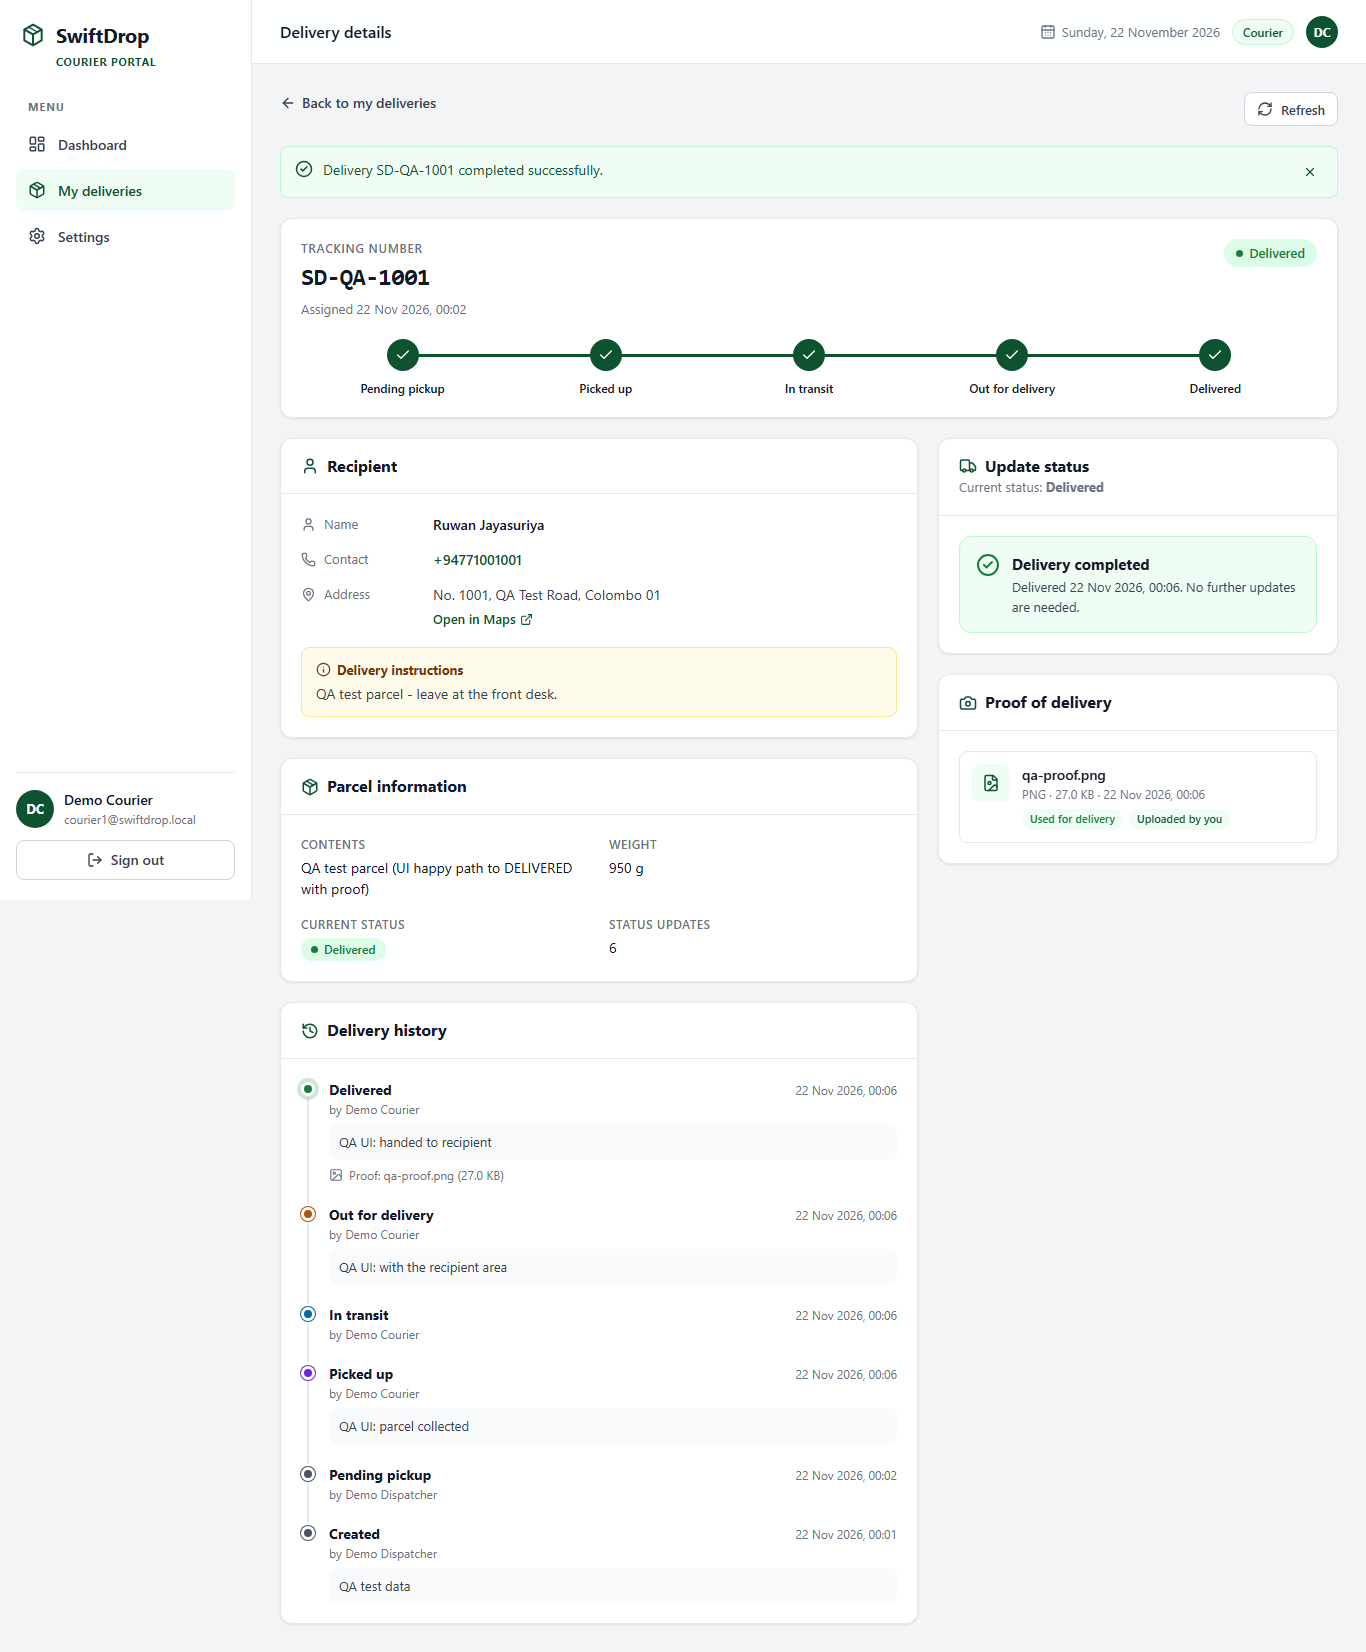 SwiftDrop
COURIER PORTAL
MENU
Dashboard
My deliveries
Settings
DC
Demo Courier
courier1@swiftdrop.local
Sign out
Delivery details
Sunday, 22 November 2026
Courier
DC
Back to my deliveries
Refresh
Delivery SD-QA-1001 completed successfully.
TRACKING NUMBER
SD-QA-1001
Assigned 22 Nov 2026, 00:02
Delivered
Pending pickup
Picked up
In transit
Out for delivery
Delivered
Recipient
Name
Ruwan Jayasuriya
Contact
+94771001001
Address
No. 1001, QA Test Road, Colombo 01
Open in Maps
Delivery instructions
QA test parcel - leave at the front desk.
Parcel information
CONTENTS
QA test parcel (UI happy path to DELIVERED
with proof)
WEIGHT
950 g
CURRENT STATUS
Delivered
STATUS UPDATES
6
Delivery history
Delivered
22 Nov 2026, 00:06
by Demo Courier
QA UI: handed to recipient
Proof: qa-proof.png (27.0 KB)
Out for delivery
22 Nov 2026, 00:06
by Demo Courier
QA UI: with the recipient area
In transit
22 Nov 2026, 00:06
by Demo Courier
Picked up
22 Nov 2026, 00:06
by Demo Courier
QA UI: parcel collected
Pending pickup
22 Nov 2026, 00:02
by Demo Dispatcher
Created
22 Nov 2026, 00:01
by Demo Dispatcher
QA test data
Update status
Current status: Delivered
Delivery completed
Delivered 22 Nov 2026, 00:06. No further updates
are needed.
Proof of delivery
qa-proof.png
PNG · 27.0 KB · 22 Nov 2026, 00:06
Used for delivery
Uploaded by you